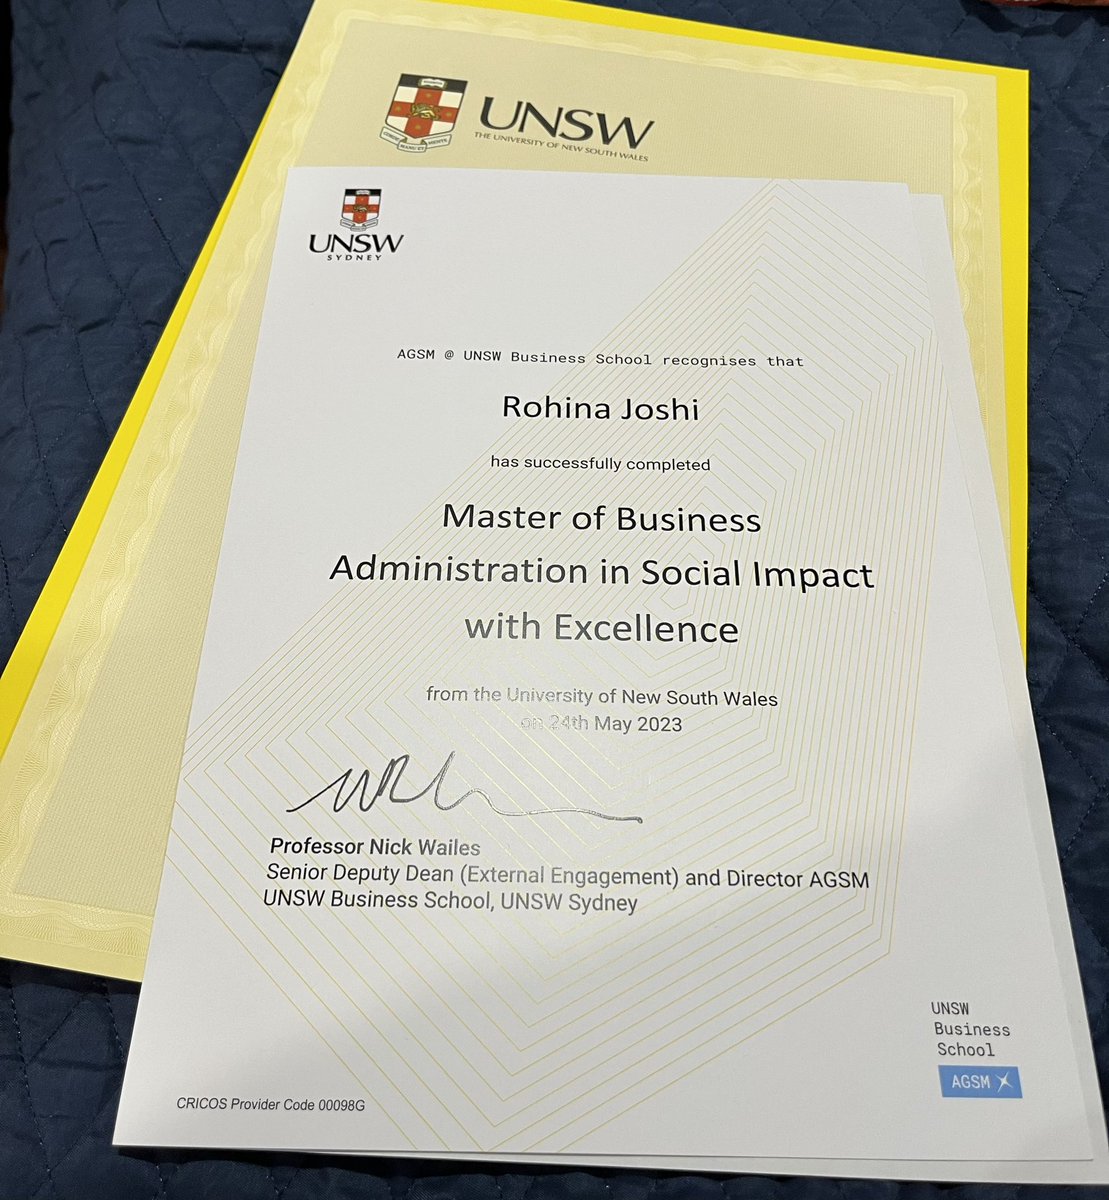 UNSW
THE UNIVERSITY OF NEW SOUTH WALES
UNSW
SYDNEY
AGSM @ UNSW Business School recognises that
Rohina Joshi
has successfully completed
Master of Business
Administration in Social Impact
with Excellence
from the University of New South Wales
on 24th May 2023
Professor Nick Wailes
Senior Deputy Dean (External Engagement) and Director AGSM
UNSW Business School, UNSW Sydney
UNSW
Business
School
AGSM
CRICOS Provider Code 00098G